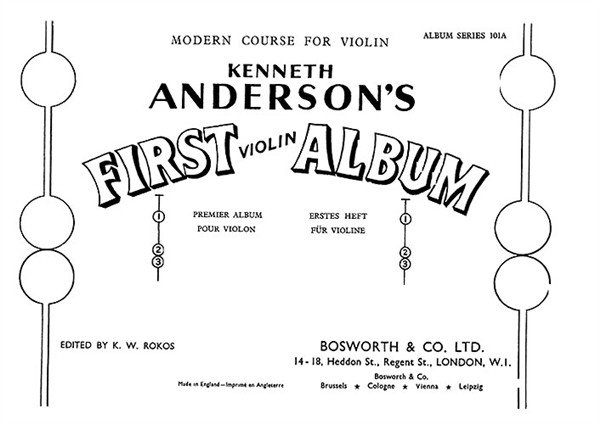 MODERN COURSE FOR VIOLIN
ALBUM SERIES 101A
KENNETH
ANDERSON'S
FIRST VIOLIN ALBUM
1
2
3
PREMIER ALBUM
POUR VIOLON
ERSTES HEFT
FÜR VIOLINE
1
2
3
EDITED BY K. W. ROKOS
BOSWORTH & CO. LTD.
14-18, Heddon St., Regent St., LONDON, W.1.
Bosworth & Co.
Brussels ★ Cologne ★ Vienna ★ Leipzig
Made in England—Imprimé en Angleterre